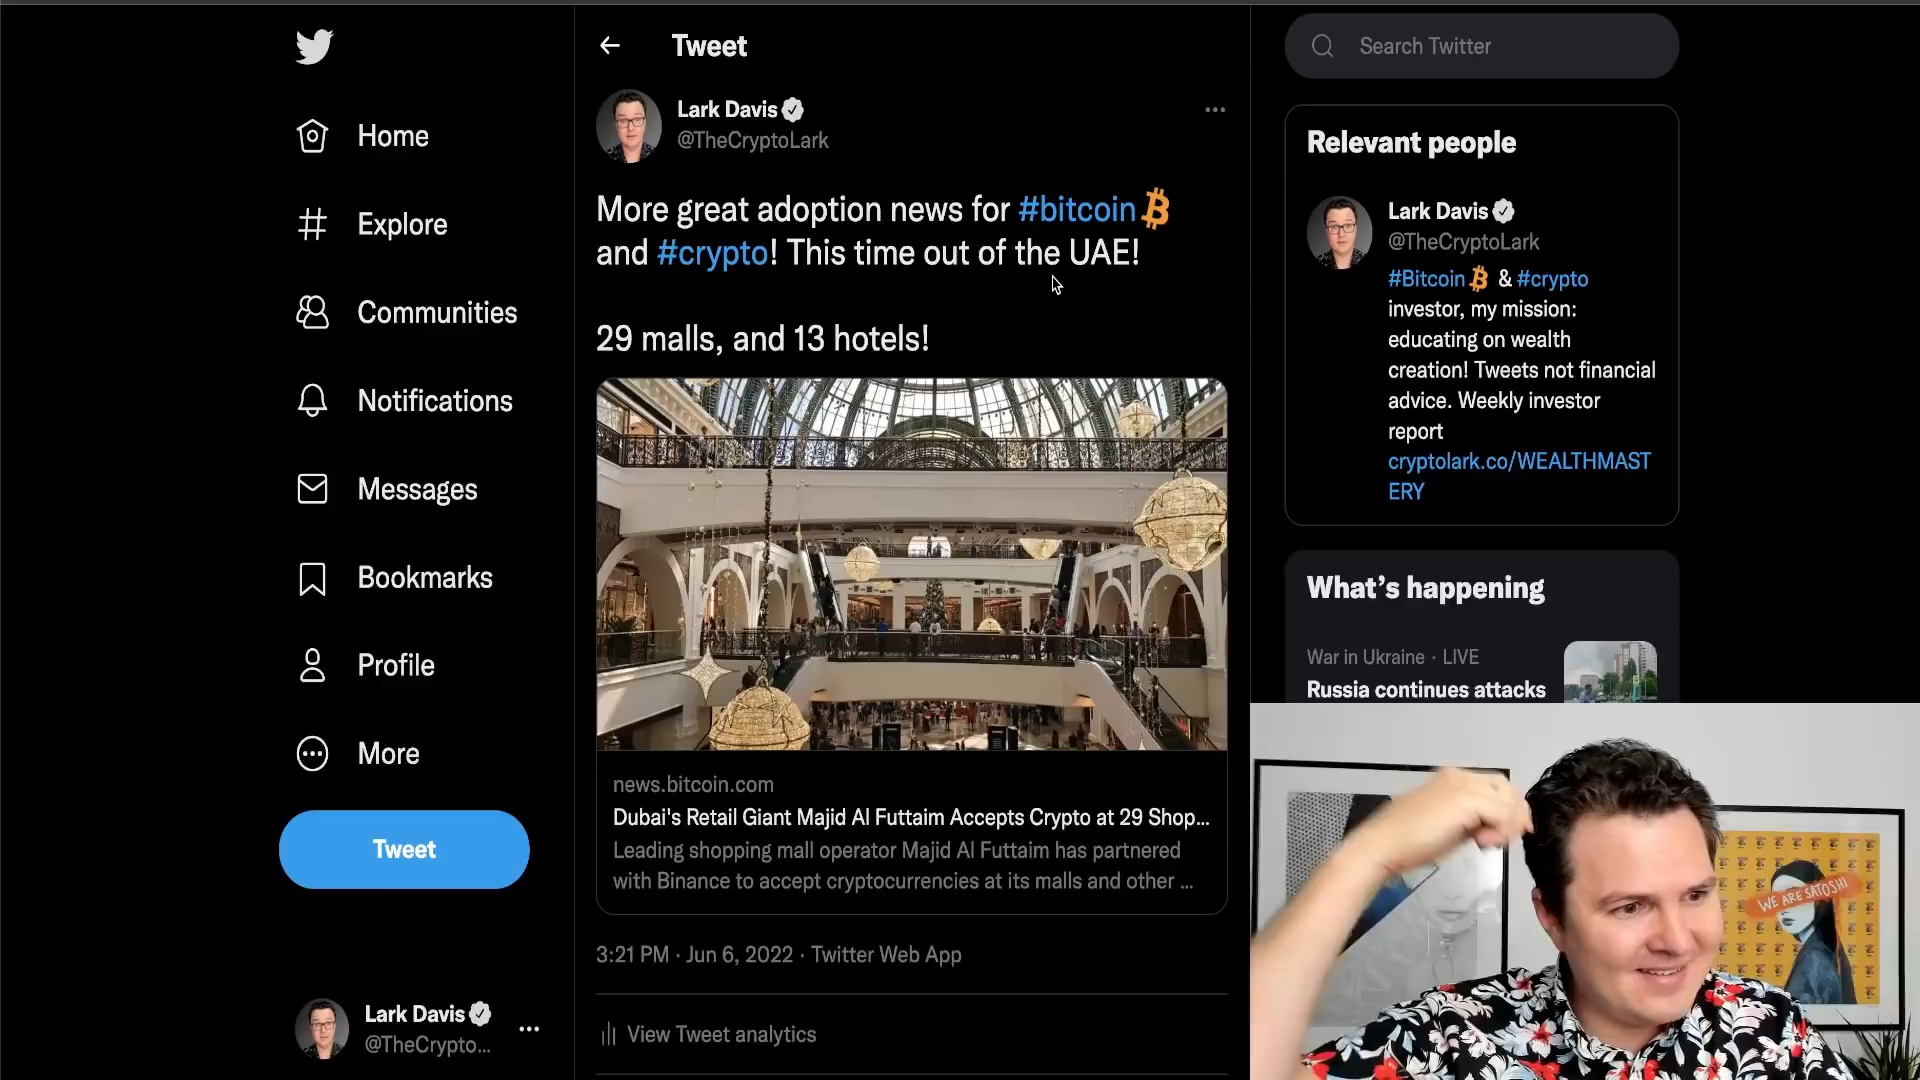 Home
Explore
Communities
Notifications
Messages
Bookmarks
Profile
More
Tweet
Lark Davis
@TheCrypto...
Tweet
Lark Davis
@TheCryptoLark
More great adoption news for #bitcoin
and #crypto! This time out of the UAE!
29 malls, and 13 hotels!
news.bitcoin.com
Dubai's Retail Giant Majid Al Futtaim Accepts Crypto at 29 Shop...
Leading shopping mall operator Majid Al Futtaim has partnered
with Binance to accept cryptocurrencies at its malls and other ...
3:21 PM · Jun 6, 2022 · Twitter Web App
View Tweet analytics
Search Twitter
Relevant people
Lark Davis
@TheCryptoLark
#Bitcoin & #crypto
investor, my mission:
educating on wealth
creation! Tweets not financial
advice. Weekly investor
report
cryptolark.co/WEALTHMAST
ERY
What's happening
War in Ukraine · LIVE
Russia continues attacks
WE ARE SATOSHI